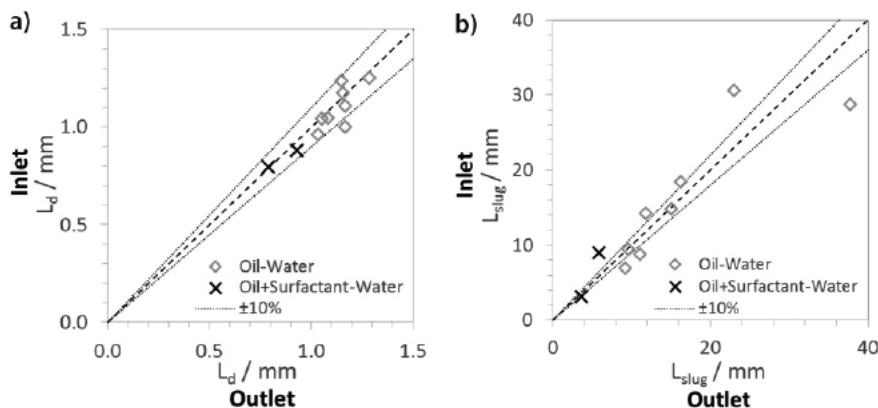 a)
Inlet
L_d / mm
1.5
1.0
0.5
0.0
Oil-Water
Oil+Surfactant-Water
±10%
0.0 0.5 1.0 1.5
L_d / mm
Outlet
b)
Inlet
L_slug / mm
40
30
20
10
0
Oil-Water
Oil+Surfactant-Water
±10%
0 20 40
L_slug / mm
Outlet